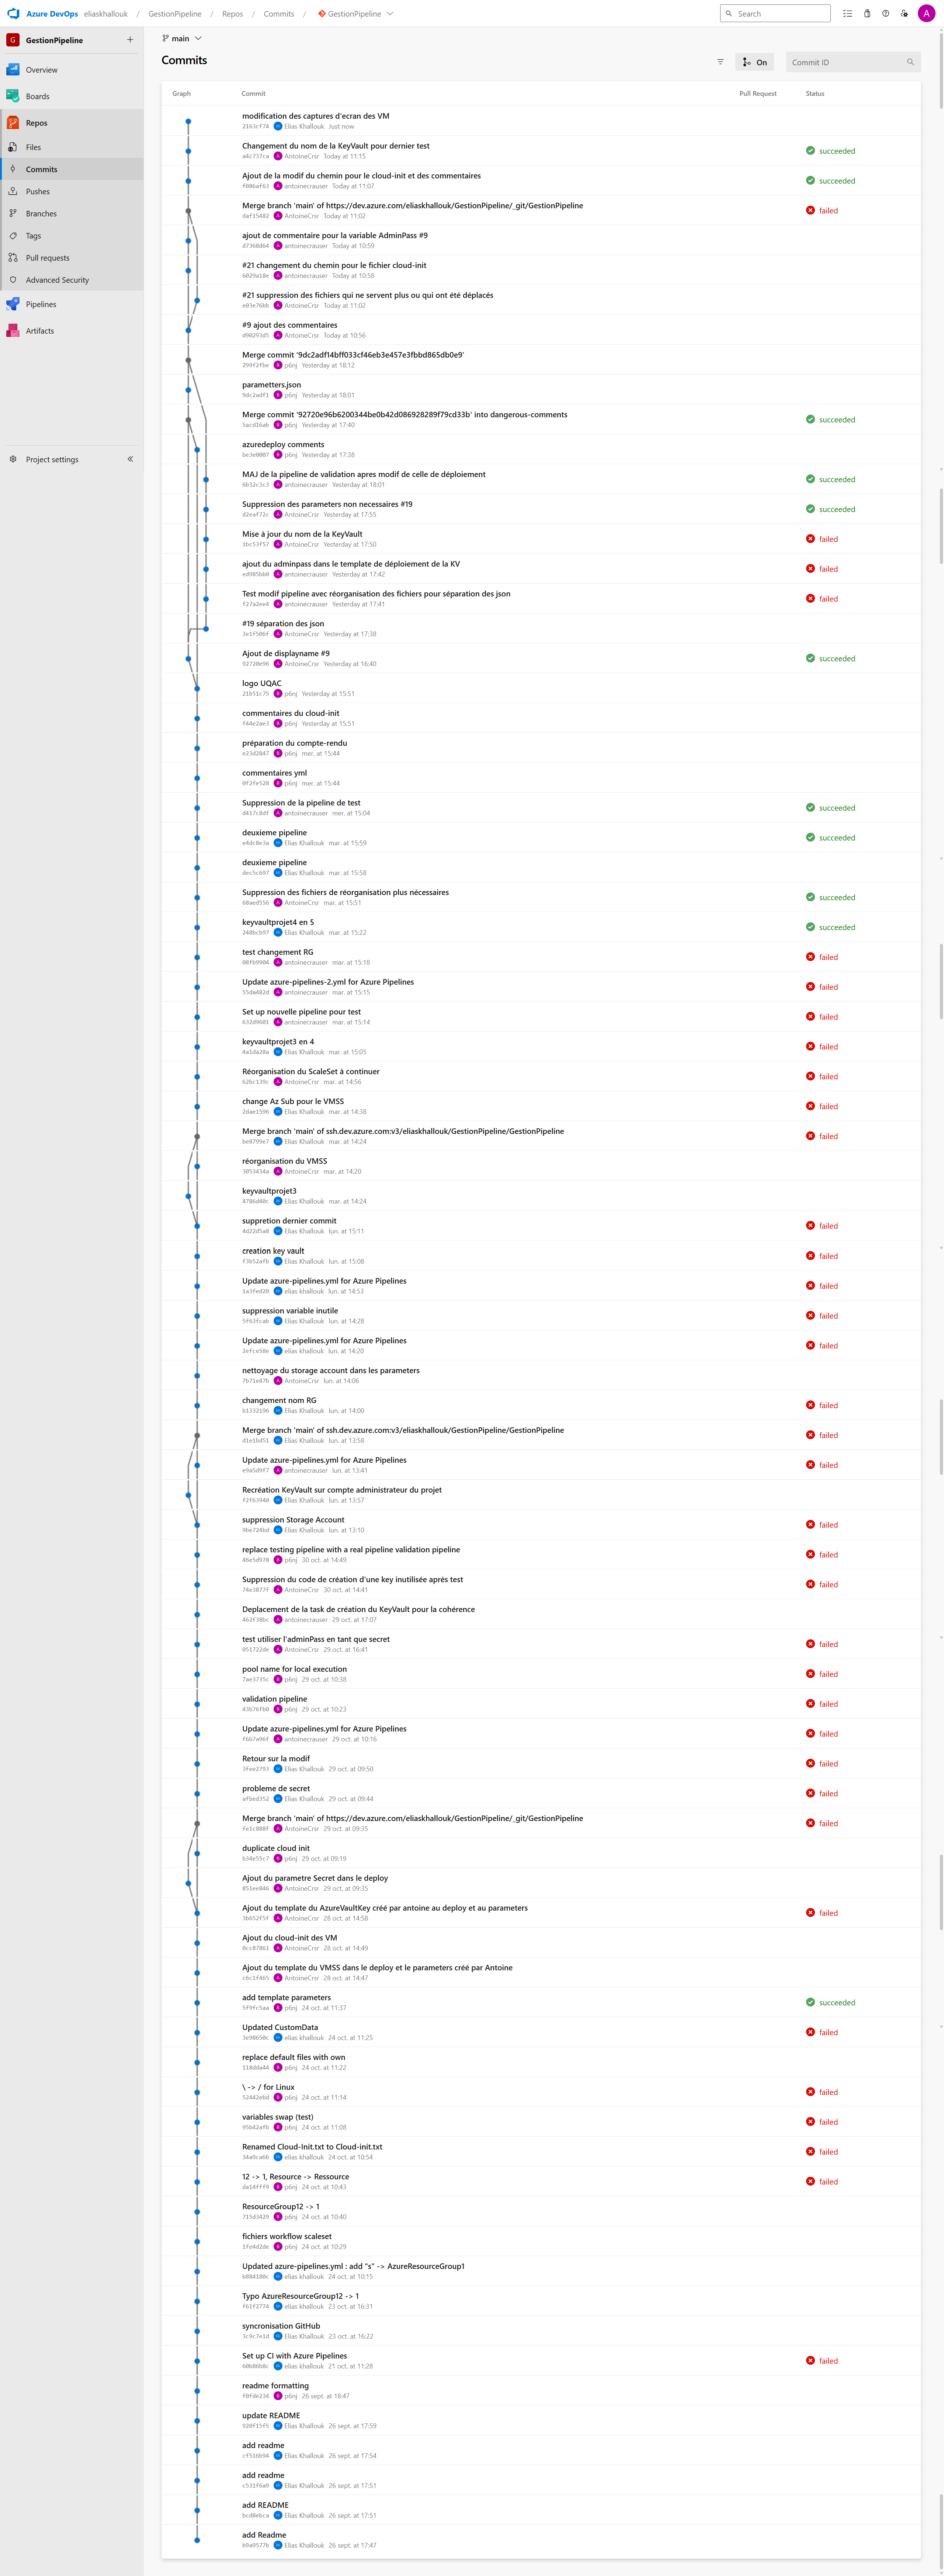 Azure DevOps eliaskhallouk / GestionPipeline / Repos / Commits / GestionPipeline
Search
A
G GestionPipeline
Overview
Boards
Repos
Files
Commits
Pushes
Branches
Tags
Pull requests
Advanced Security
Pipelines
Artifacts
Project settings
main
Commits
On
Commit ID
Graph Commit Pull Request Status
modification des captures d'ecran des VM
2163cf74 Elias Khallouk Just now
Changement du nom de la KeyVault pour dernier test
a4c737ca AntoineCrsr Today at 11:15
succeeded
Ajout de la modif du chemin pour le cloud-init et des commentaires
f086af63 antoinecrauser Today at 11:07
succeeded
Merge branch 'main' of https://dev.azure.com/eliaskhallouk/GestionPipeline/_git/GestionPipeline
daf15482 AntoineCrsr Today at 11:02
failed
ajout de commentaire pour la variable AdminPass #9
d7368d64 antoinecrauser Today at 10:59
#21 changement du chemin pour le fichier cloud-init
6029a18e antoinecrauser Today at 10:58
#21 suppression des fichiers qui ne servent plus ou qui ont été déplacés
e03e76bb AntoineCrsr Today at 11:02
#9 ajout des commentaires
d90293d5 AntoineCrsr Today at 10:56
Merge commit '9dc2adf14bff033cf46eb3e457e3fbbd865db0e9'
299f2fbe p6nj Yesterday at 18:12
parametters.json
9dc2adf1 p6nj Yesterday at 18:01
Merge commit '92720e96b6200344be0b42d086928289f79cd33b' into dangerous-comments
5acd16ab p6nj Yesterday at 17:40
succeeded
azuredeploy comments
be3e0007 p6nj Yesterday at 17:38
MAJ de la pipeline de validation apres modif de celle de déploiement
6b32c3c3 antoinecrauser Yesterday at 18:01
succeeded
Suppression des parameters non necessaires #19
d2eaf72c AntoineCrsr Yesterday at 17:55
succeeded
Mise à jour du nom de la KeyVault
1bc53f57 AntoineCrsr Yesterday at 17:50
failed
ajout du adminpass dans le template de déploiement de la KV
ed985bb0 antoinecrauser Yesterday at 17:42
failed
Test modif pipeline avec réorganisation des fichiers pour séparation des json
f27a2ee4 antoinecrauser Yesterday at 17:41
failed
#19 séparation des json
3e1f506f AntoineCrsr Yesterday at 17:38
Ajout de displayname #9
92720e96 AntoineCrsr Yesterday at 16:40
succeeded
logo UQAC
21b51c75 p6nj Yesterday at 15:51
commentaires du cloud-init
f44e2ae3 p6nj Yesterday at 15:51
préparation du compte-rendu
e23d2847 p6nj mer. at 15:44
commentaires yml
0f2fe528 p6nj mer. at 15:44
Suppression de la pipeline de test
d417c8df antoinecrauser mer. at 15:04
succeeded
deuxieme pipeline
e4dc8e3a Elias Khallouk mar. at 15:59
succeeded
deuxieme pipeline
dec5c697 Elias Khallouk mar. at 15:58
Suppression des fichiers de réorganisation plus nécessaires
68aed556 AntoineCrsr mar. at 15:51
succeeded
keyvaultprojet4 en 5
248bcb97 Elias Khallouk mar. at 15:22
succeeded
test changement RG
08fb9904 antoinecrauser mar. at 15:18
failed
Update azure-pipelines-2.yml for Azure Pipelines
55da482d antoinecrauser mar. at 15:15
failed
Set up nouvelle pipeline pour test
632d9681 antoinecrauser mar. at 15:14
failed
keyvaultprojet3 en 4
4a1da28a Elias Khallouk mar. at 15:05
failed
Réorganisation du ScaleSet à continuer
62bc139c AntoineCrsr mar. at 14:56
failed
change Az Sub pour le VMSS
2dae1596 Elias Khallouk mar. at 14:38
failed
Merge branch 'main' of ssh.dev.azure.com:v3/eliaskhallouk/GestionPipeline/GestionPipeline
be8799e7 Elias Khallouk mar. at 14:24
failed
réorganisation du VMSS
3053434a AntoineCrsr mar. at 14:20
keyvaultprojet3
4786d40c Elias Khallouk mar. at 14:24
suppretion dernier commit
4d22d5a8 Elias Khallouk lun. at 15:11
failed
creation key vault
f3b52afb Elias Khallouk lun. at 15:08
failed
Update azure-pipelines.yml for Azure Pipelines
1a3fed20 elias khallouk lun. at 14:53
failed
suppression variable inutile
5f63fcab Elias Khallouk lun. at 14:28
failed
Update azure-pipelines.yml for Azure Pipelines
2efce58e elias khallouk lun. at 14:20
failed
nettoyage du storage account dans les parameters
7b71e47b AntoineCrsr lun. at 14:06
changement nom RG
b1332196 Elias Khallouk lun. at 14:00
failed
Merge branch 'main' of ssh.dev.azure.com:v3/eliaskhallouk/GestionPipeline/GestionPipeline
d1e1bd51 Elias Khallouk lun. at 13:58
failed
Update azure-pipelines.yml for Azure Pipelines
e9a5d9f7 antoinecrauser lun. at 13:41
failed
Recréation KeyVault sur compte administrateur du projet
f2f63940 Elias Khallouk lun. at 13:57
suppression Storage Account
9be724bd Elias Khallouk lun. at 13:10
failed
replace testing pipeline with a real pipeline validation pipeline
46e5d978 p6nj 30 oct. at 14:49
failed
Suppression du code de création d'une key inutilisée après test
74e3877f AntoineCrsr 30 oct. at 14:41
failed
Deplacement de la task de création du KeyVault pour la cohérence
462f38bc antoinecrauser 29 oct. at 17:07
test utiliser l'adminPass en tant que secret
051722de AntoineCrsr 29 oct. at 16:41
failed
pool name for local execution
7ae3735c p6nj 29 oct. at 10:38
failed
validation pipeline
43b76fb0 p6nj 29 oct. at 10:23
failed
Update azure-pipelines.yml for Azure Pipelines
f6b7a96f antoinecrauser 29 oct. at 10:16
failed
Retour sur la modif
3fee2793 Elias Khallouk 29 oct. at 09:50
failed
probleme de secret
afbed352 Elias Khallouk 29 oct. at 09:44
failed
Merge branch 'main' of https://dev.azure.com/eliaskhallouk/GestionPipeline/_git/GestionPipeline
fe1c888f AntoineCrsr 29 oct. at 09:35
failed
duplicate cloud init
b34e55c7 p6nj 29 oct. at 09:19
Ajout du parametre Secret dans le deploy
851ee846 AntoineCrsr 29 oct. at 09:35
Ajout du template du AzureVaultKey créé par antoine au deploy et au parameters
3b652f5f AntoineCrsr 28 oct. at 14:58
failed
Ajout du cloud-init des VM
0cc87861 AntoineCrsr 28 oct. at 14:49
Ajout du template du VMSS dans le deploy et le parameters créé par Antoine
c6c1f465 AntoineCrsr 28 oct. at 14:47
add template parameters
5f9fc5aa p6nj 24 oct. at 11:37
succeeded
Updated CustomData
3e98650c elias khallouk 24 oct. at 11:25
failed
replace default files with own
118dda44 p6nj 24 oct. at 11:22
\ -> / for Linux
52442ebd p6nj 24 oct. at 11:14
failed
variables swap (test)
95b42afb p6nj 24 oct. at 11:08
failed
Renamed Cloud-Init.txt to Cloud-init.txt
34a9ca6b elias khallouk 24 oct. at 10:54
failed
12 -> 1, Resource -> Ressource
da14fff9 p6nj 24 oct. at 10:43
failed
ResourceGroup12 -> 1
715d3429 p6nj 24 oct. at 10:40
fichiers workflow scaleset
1fe4d2de p6nj 24 oct. at 10:29
Updated azure-pipelines.yml : add "s" -> AzureResourceGroup1
b884180c elias khallouk 24 oct. at 10:15
Typo AzureResourceGroup12 -> 1
f61f2774 elias khallouk 23 oct. at 16:31
syncronisation GitHub
3c9c7e1d Elias Khallouk 23 oct. at 16:22
Set up CI with Azure Pipelines
60b86b8c elias khallouk 21 oct. at 11:28
failed
readme formatting
f0fde234 p6nj 26 sept. at 18:47
update README
920f15f5 Elias Khallouk 26 sept. at 17:59
add readme
cf516b94 Elias Khallouk 26 sept. at 17:54
add readme
c531f6a9 Elias Khallouk 26 sept. at 17:51
add README
bcd8ebca Elias Khallouk 26 sept. at 17:51
add Readme
b9a9577b Elias Khallouk 26 sept. at 17:47